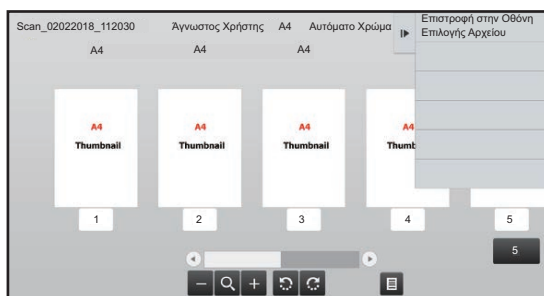 Scan_02022018_112030 Άγνωστος Χρήστης A4 Αυτόματο Χρώμα
Επιστροφή στην Οθόνη
Επιλογής Αρχείου
A4 A4 A4
A4 A4 A4 A4
Thumbnail Thumbnail Thumbnail Thumb
1 2 3 4 5
5